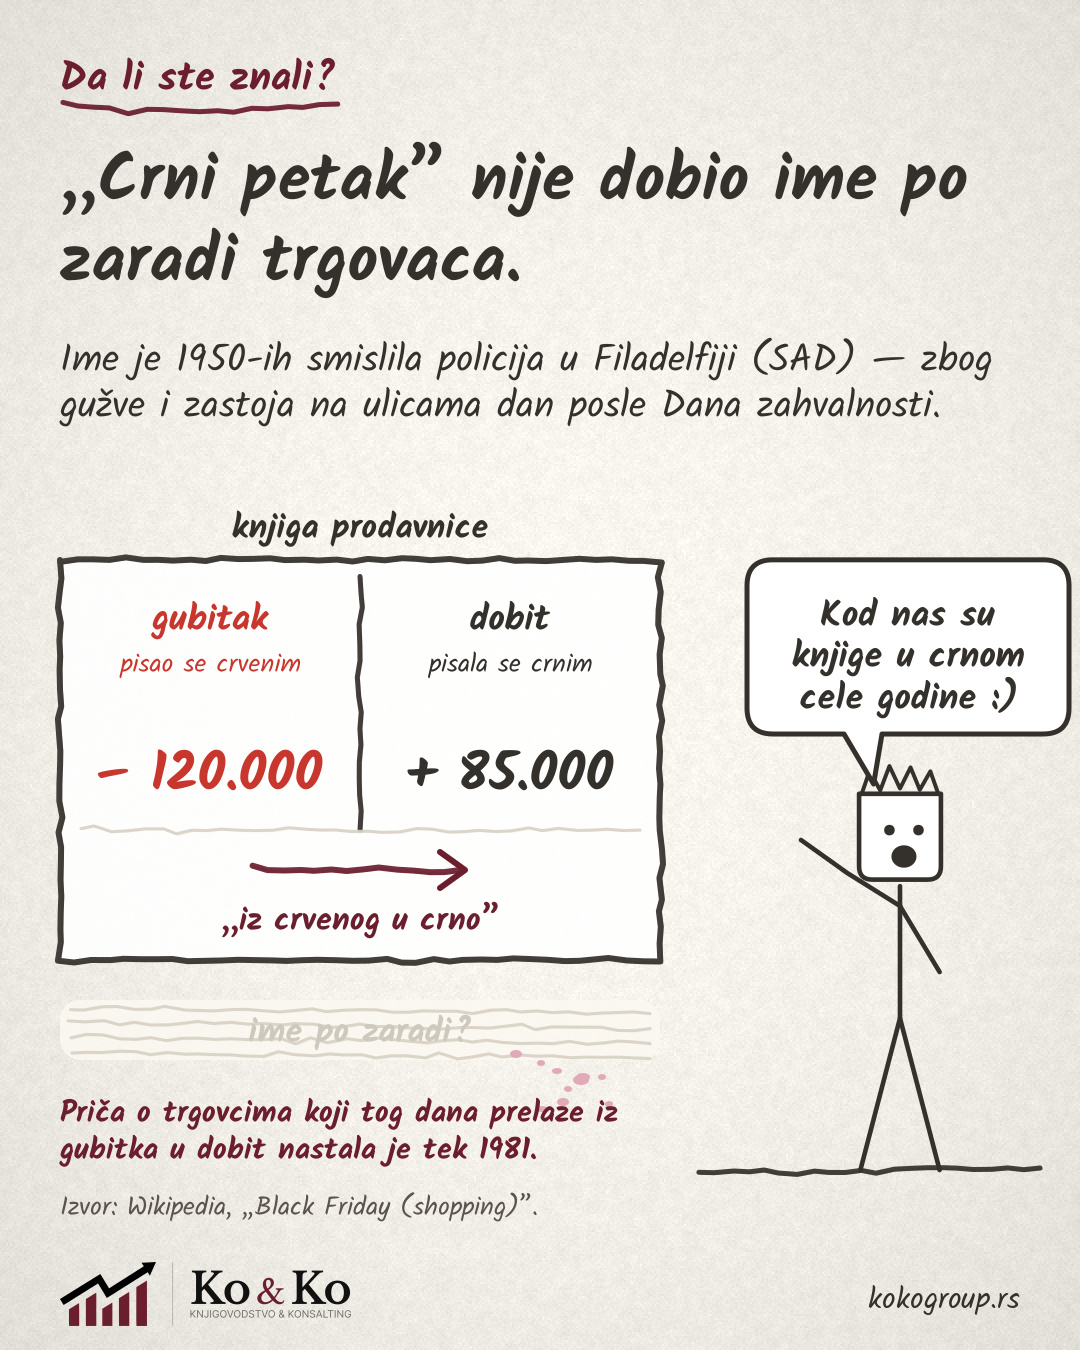 Da li ste znali?
„Crni petak” nije dobio ime po
zaradi trgovaca.
Ime je 1950-ih smislila policija u Filadelfiji (SAD) — zbog
gužve i zastoja na ulicama dan posle Dana zahvalnosti.
knjiga prodavnice
gubitak
pisao se crvenim
– 120.000
dobit
pisala se crnim
+ 85.000
„iz crvenog u crno”
Kod nas su
knjige u crnom
cele godine :)
ime po zaradi?
Priča o trgovcima koji tog dana prelaze iz
gubitka u dobit nastala je tek 1981.
Izvor: Wikipedia, „Black Friday (shopping)”.
Ko & Ko
KNJIGOVODSTVO & KONSALTING
kokogroup.rs